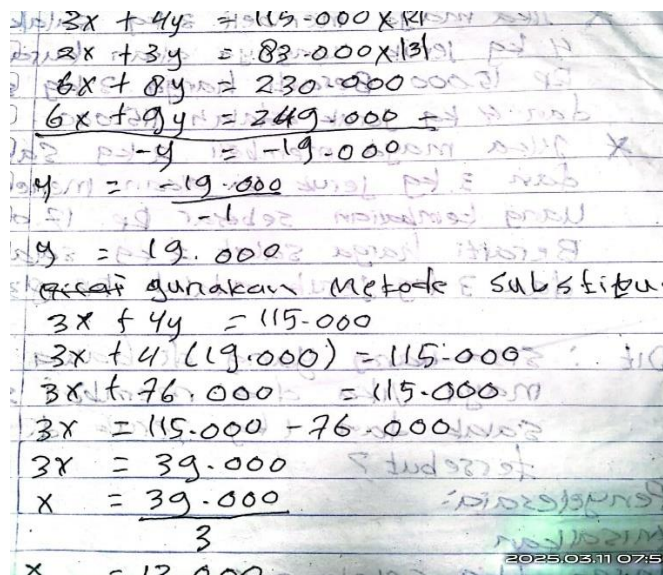 3x + 4y = 115.000 x |2|
2x + 3y = 83.000 x |3|
6x + 8y = 230.000
6x + 9y = 249.000 -
-y = -19.000
y = -19.000
-1
y = 19.000
gunakan Metode Substitu
3x + 4y = 115.000
3x + 4 (19.000) = 115.000
3x + 76.000 = 115.000
3x = 115.000 - 76.000
3x = 39.000
x = 39.000
3
x = 13.000
2025.03.11 07:5